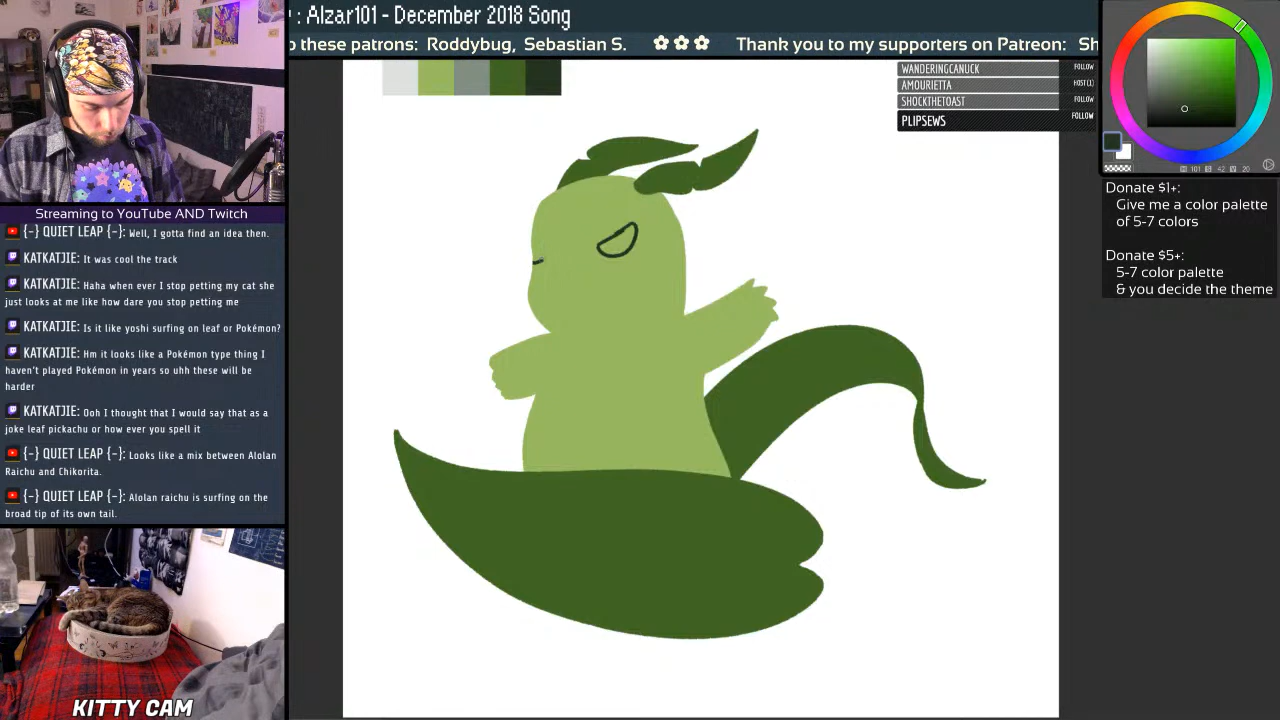 : Alzar101 - December 2018 Song
these patrons: Roddybug, Sebastian S. ✿ ✿ ✿ Thank you to my supporters on Patreon: Sh
WANDERINGCANUCK FOLLOW
AMOURIETTA HOST(1)
SHOCKTHETOAST FOLLOW
PLIPSEWS FOLLOW
Donate $1+:
Give me a color palette
of 5-7 colors
Donate $5+:
5-7 color palette
& you decide the theme
Streaming to YouTube AND Twitch
{-} QUIET LEAP {-}: Well, I gotta find an idea then.
KATKATJIE: It was cool the track
KATKATJIE: Haha when ever I stop petting my cat she
just looks at me like how dare you stop petting me
KATKATJIE: Is it like yoshi surfing on leaf or Pokémon?
KATKATJIE: Hm it looks like a Pokémon type thing I
haven't played Pokémon in years so uhh these will be
harder
KATKATJIE: Ooh I thought that I would say that as a
joke leaf pickachu or how ever you spell it
{-} QUIET LEAP {-}: Looks like a mix between Alolan
Raichu and Chikorita.
{-} QUIET LEAP {-}: Alolan raichu is surfing on the
broad tip of its own tail.
KITTY CAM